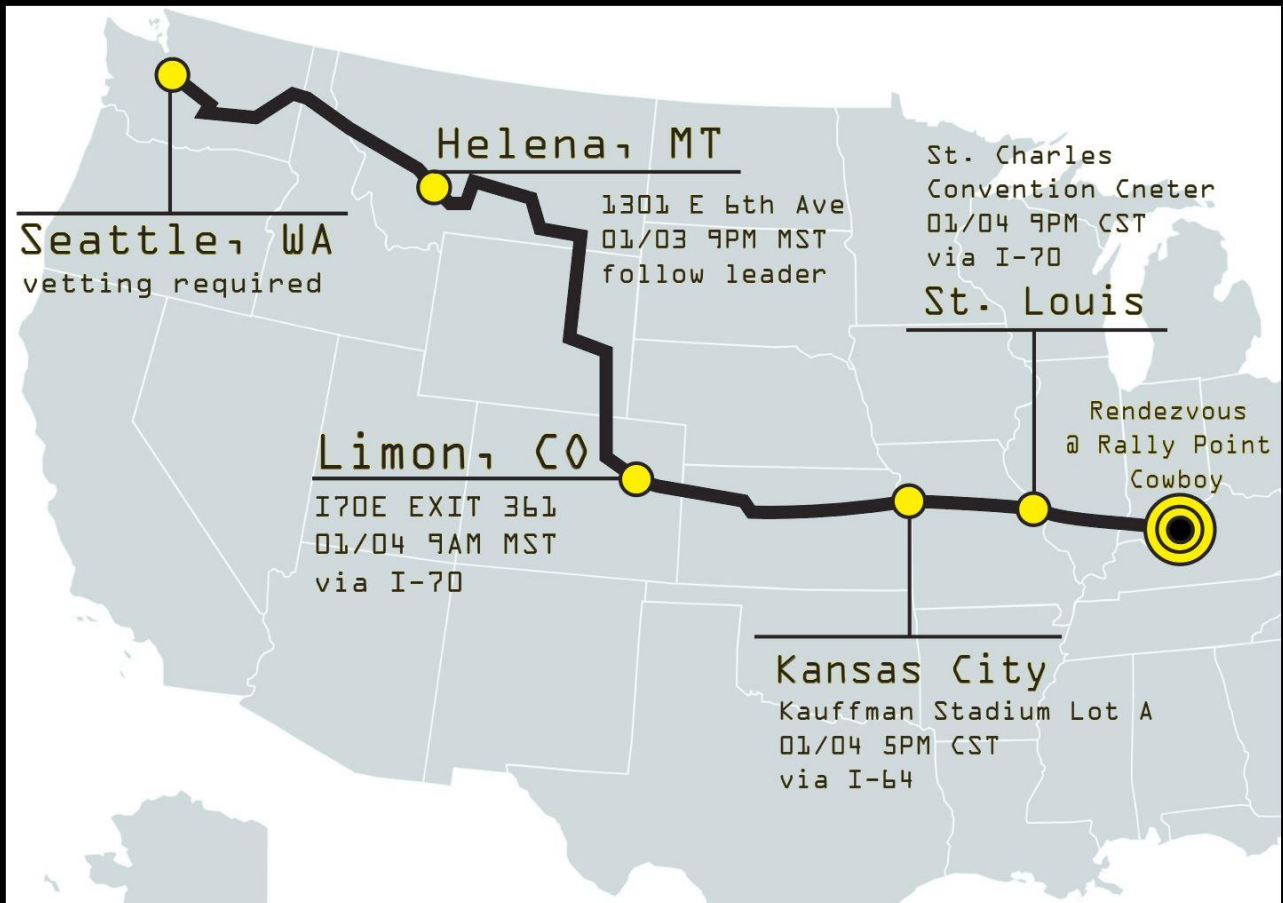 Seattle, WA
vetting required
Helena, MT
1301 E 6th Ave
01/03 9PM MST
follow leader
Limon, CO
I70E EXIT 361
01/04 9AM MST
via I-70
Kansas City
Kauffman Stadium Lot A
01/04 5PM CST
via I-64
St. Charles
Convention Cneter
01/04 9PM CST
via I-70
St. Louis
Rendezvous
@ Rally Point
Cowboy